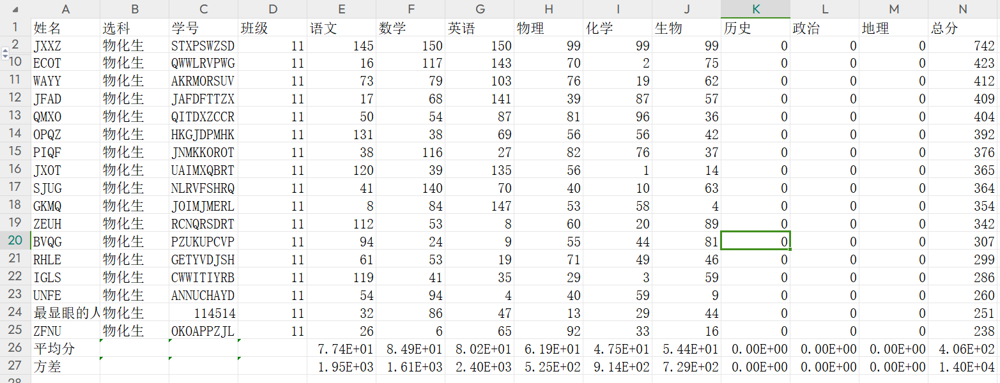 A B C D E F G H I J K L M N
1 姓名 选科 学号 班级 语文 数学 英语 物理 化学 生物 历史 政治 地理 总分
2 JXXZ 物化生 STXPSWZSD 11 145 150 150 99 99 99 0 0 0 742
10 ECOT 物化生 QWWLRVPWG 11 16 117 143 70 2 75 0 0 0 423
11 WAYY 物化生 AKRMORSUV 11 73 79 103 76 19 62 0 0 0 412
12 JFAD 物化生 JAFDFTTZX 11 17 68 141 39 87 57 0 0 0 409
13 QMXO 物化生 QITDXZCCR 11 50 54 87 81 96 36 0 0 0 404
14 OPQZ 物化生 HKGJDPMHK 11 131 38 69 56 56 42 0 0 0 392
15 PIQF 物化生 JNMKKOROT 11 38 116 27 82 76 37 0 0 0 376
16 JXOT 物化生 UAIMXQBRT 11 120 39 135 56 1 14 0 0 0 365
17 SJUG 物化生 NLRVFSHRQ 11 41 140 70 40 10 63 0 0 0 364
18 GKMQ 物化生 JOIMJMERL 11 8 84 147 53 58 4 0 0 0 354
19 ZEUH 物化生 RCNQRSDRT 11 112 53 8 60 20 89 0 0 0 342
20 BVQG 物化生 PZUKUPCVP 11 94 24 9 55 44 81 0 0 0 307
21 RHLE 物化生 GETYVDJSH 11 61 53 19 71 49 46 0 0 0 299
22 IGLS 物化生 CWWITIYRB 11 119 41 35 29 3 59 0 0 0 286
23 UNFE 物化生 ANNUCHAYD 11 54 94 4 40 59 9 0 0 0 260
24 最显眼的人 物化生 114514 11 32 86 47 13 29 44 0 0 0 251
25 ZFNU 物化生 OKOAPPZJL 11 26 6 65 92 33 16 0 0 0 238
26 平均分 7.74E+01 8.49E+01 8.02E+01 6.19E+01 4.75E+01 5.44E+01 0.00E+00 0.00E+00 0.00E+00 4.06E+02
27 方差 1.95E+03 1.61E+03 2.40E+03 5.25E+02 9.14E+02 7.29E+02 0.00E+00 0.00E+00 0.00E+00 1.40E+04
28